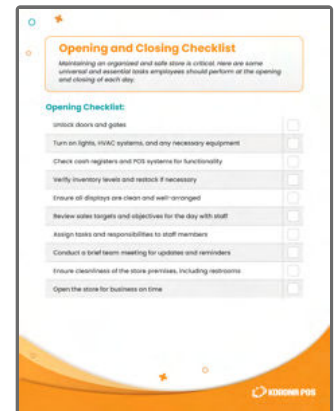 Opening and Closing Checklist
Maintaining an organized and safe store is critical. Here are some
universal and essential tasks employees should perform at the opening
and closing of each day.
Opening Checklist:
Unlock doors and gates
Turn on lights, HVAC systems, and any necessary equipment
Check cash registers and POS systems for functionality
Verify inventory levels and restock if necessary
Ensure all displays are clean and well-arranged
Review sales targets and objectives for the day with staff
Assign tasks and responsibilities to staff members
Conduct a brief team meeting for updates and reminders
Ensure cleanliness of the store premises, including restrooms
Open the store for business on time
KORONA POS